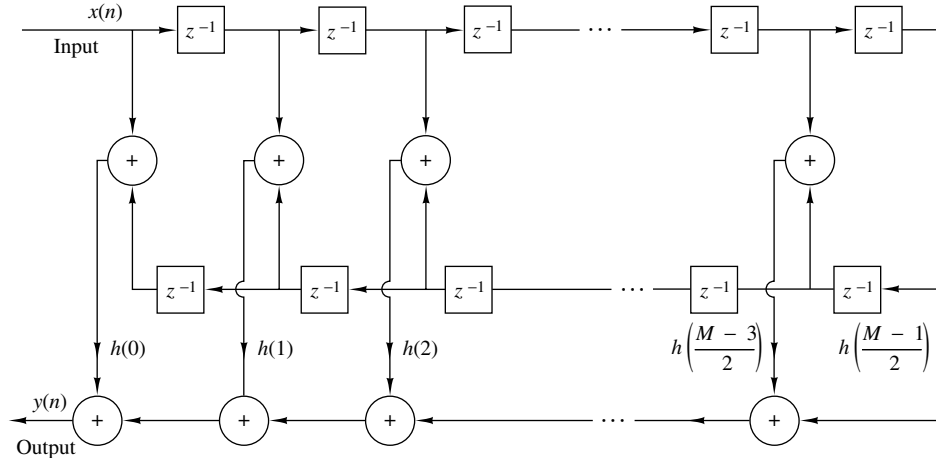 x(n)
Input
z⁻¹ z⁻¹ z⁻¹ ... z⁻¹ z⁻¹
+ + + +
z⁻¹ z⁻¹ z⁻¹ ... z⁻¹ z⁻¹
h(0) h(1) h(2) h((M − 3)/2) h((M − 1)/2)
y(n)
+ + + ... +
Output